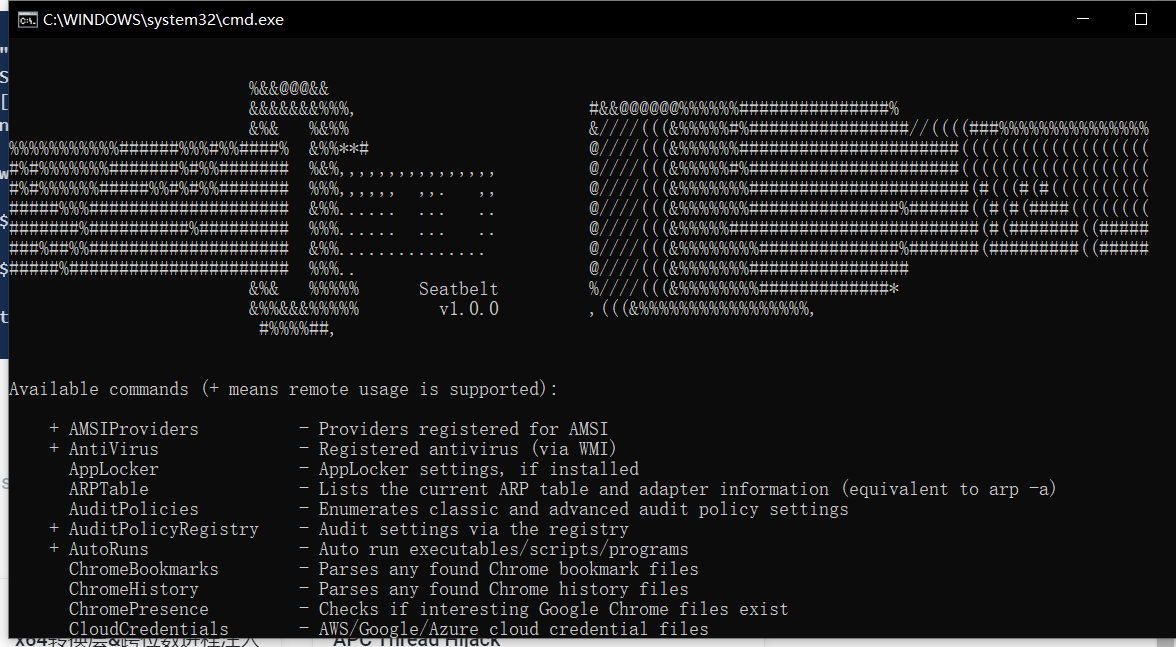 C:\WINDOWS\system32\cmd.exe
Seatbelt
v1.0.0
Available commands (+ means remote usage is supported):
+ AMSIProviders - Providers registered for AMSI
+ AntiVirus - Registered antivirus (via WMI)
AppLocker - AppLocker settings, if installed
ARPTable - Lists the current ARP table and adapter information (equivalent to arp -a)
AuditPolicies - Enumerates classic and advanced audit policy settings
+ AuditPolicyRegistry - Audit settings via the registry
+ AutoRuns - Auto run executables/scripts/programs
ChromeBookmarks - Parses any found Chrome bookmark files
ChromeHistory - Parses any found Chrome history files
ChromePresence - Checks if interesting Google Chrome files exist
CloudCredentials - AWS/Google/Azure cloud credential files
APC Thread Hijack